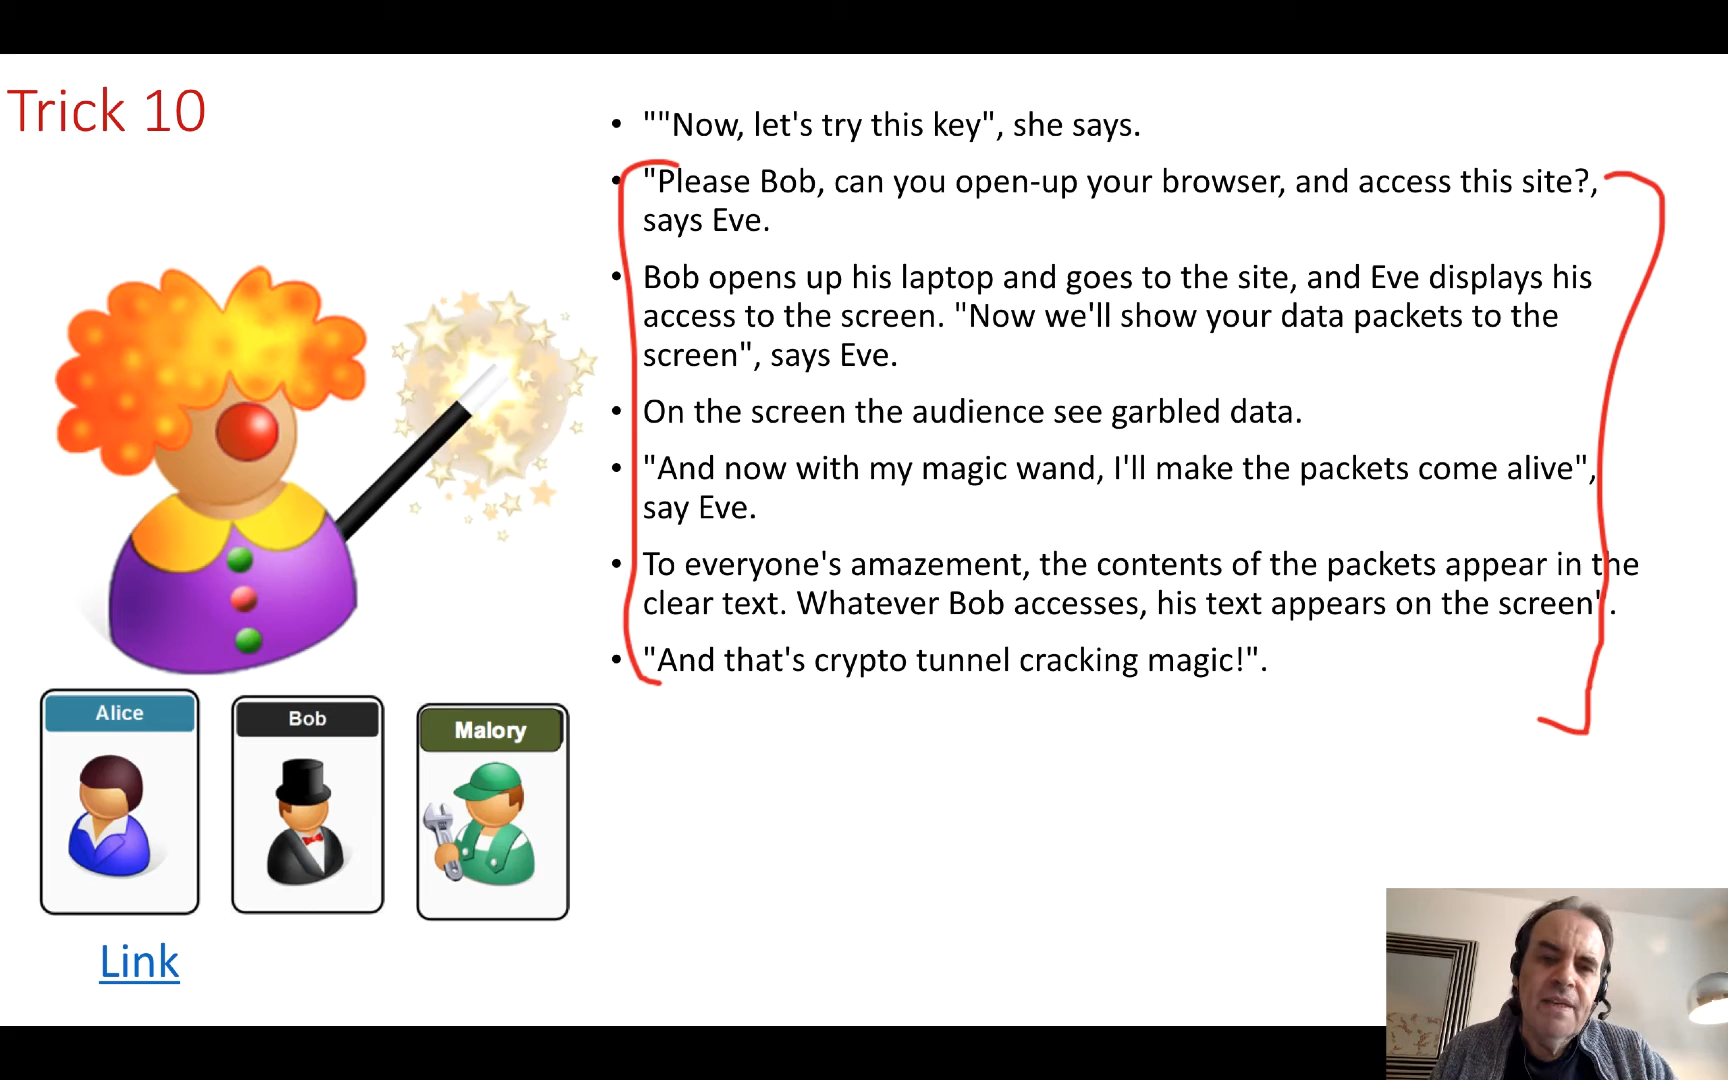 Trick 10
• ""Now, let's try this key", she says.
• "Please Bob, can you open-up your browser, and access this site?,
says Eve.
• Bob opens up his laptop and goes to the site, and Eve displays his
access to the screen. "Now we'll show your data packets to the
screen", says Eve.
• On the screen the audience see garbled data.
• "And now with my magic wand, I'll make the packets come alive",
say Eve.
• To everyone's amazement, the contents of the packets appear in the
clear text. Whatever Bob accesses, his text appears on the screen".
• "And that's crypto tunnel cracking magic!".
Alice
Bob
Malory
Link